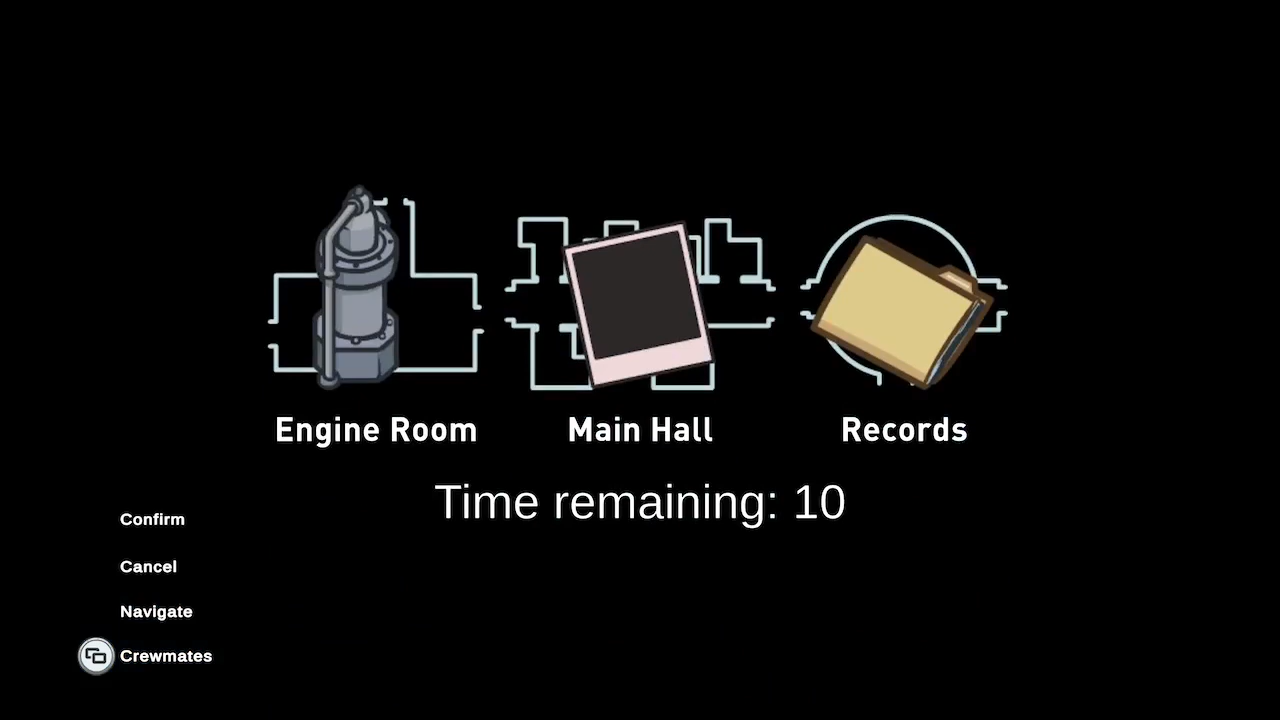 Engine Room
Main Hall
Records
Time remaining: 10
Confirm
Cancel
Navigate
Crewmates